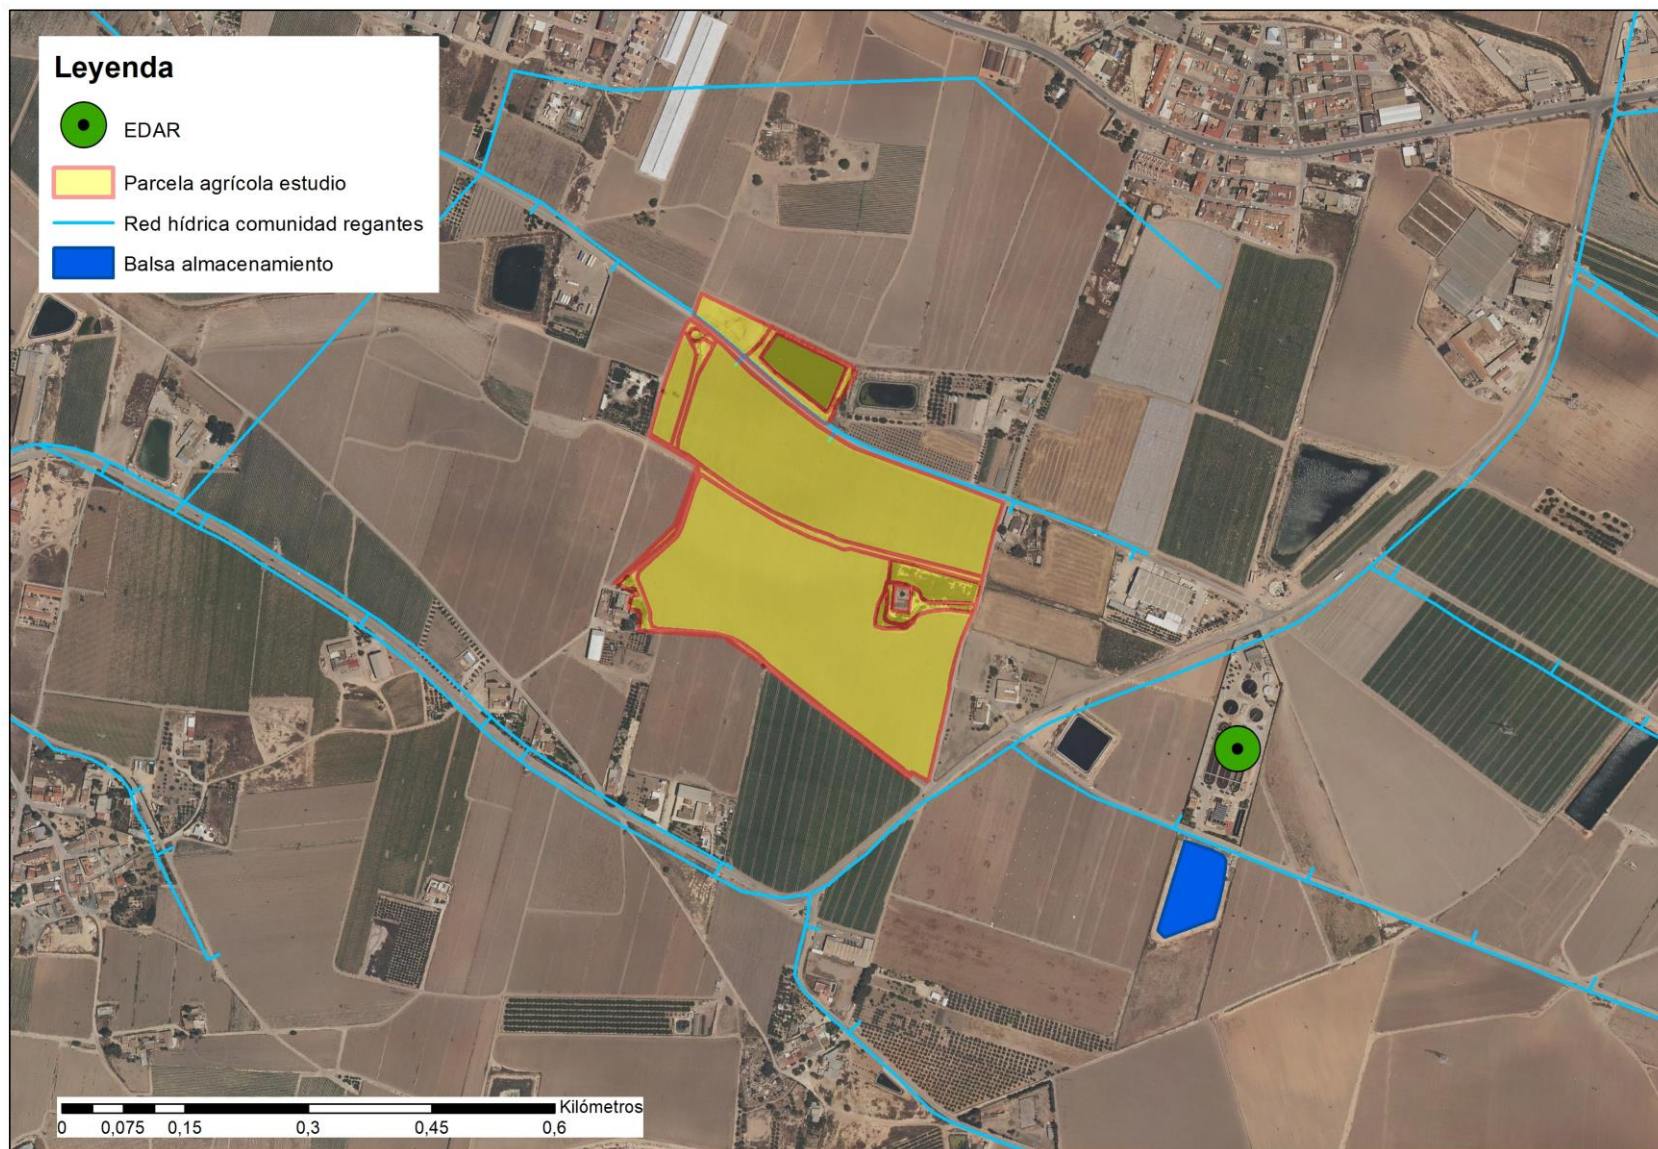 Leyenda
EDAR
Parcela agrícola estudio
Red hídrica comunidad regantes
Balsa almacenamiento
Kilómetros
0 0,075 0,15 0,3 0,45 0,6